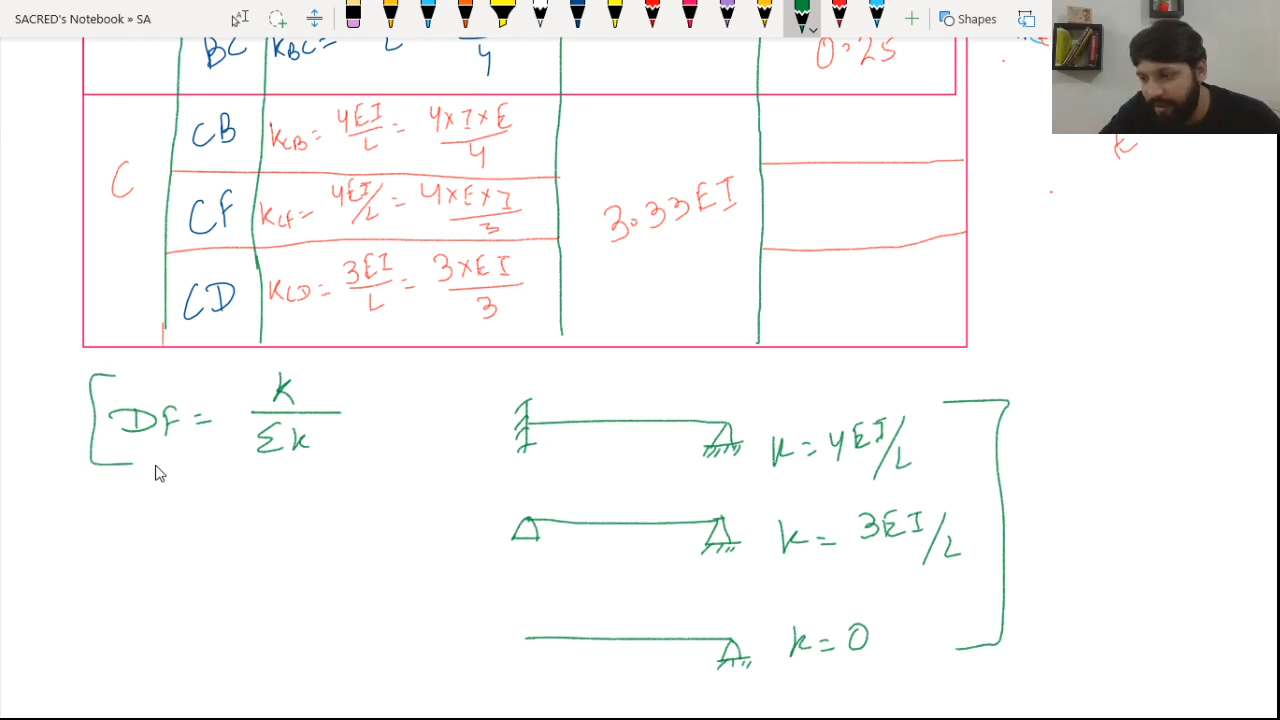 SACRED's Notebook » SA
Shapes
BC K_BC = L 4 0.25
C
CB K_CB = 4EI/L = 4×I×E/4
CF K_CF = 4EI/L = 4×E×I/3
3.33EI
CD K_CD = 3EI/L = 3×EI/3
DF = k/Σk
k = 4EI/L
k = 3EI/L
k = 0